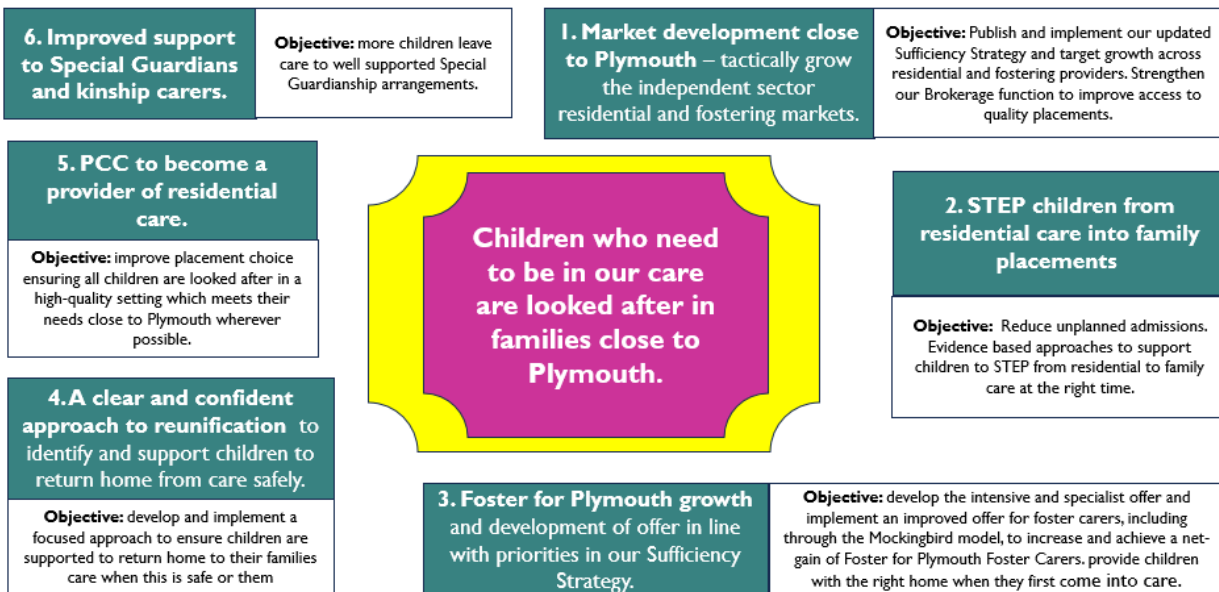 6. Improved support
to Special Guardians
and kinship carers.
Objective: more children leave
care to well supported Special
Guardianship arrangements.
1. Market development close
to Plymouth – tactically grow
the independent sector
residential and fostering markets.
Objective: Publish and implement our updated
Sufficiency Strategy and target growth across
residential and fostering providers. Strengthen
our Brokerage function to improve access to
quality placements.
5. PCC to become a
provider of residential
care.
Objective: improve placement choice
ensuring all children are looked after in a
high-quality setting which meets their
needs close to Plymouth wherever
possible.
Children who need
to be in our care
are looked after in
families close to
Plymouth.
2. STEP children from
residential care into family
placements
Objective: Reduce unplanned admissions.
Evidence based approaches to support
children to STEP from residential to family
care at the right time.
4. A clear and confident
approach to reunification to
identify and support children to
return home from care safely.
Objective: develop and implement a
focused approach to ensure children are
supported to return home to their families
care when this is safe or them
3. Foster for Plymouth growth
and development of offer in line
with priorities in our Sufficiency
Strategy.
Objective: develop the intensive and specialist offer and
implement an improved offer for foster carers, including
through the Mockingbird model, to increase and achieve a net-
gain of Foster for Plymouth Foster Carers. provide children
with the right home when they first come into care.